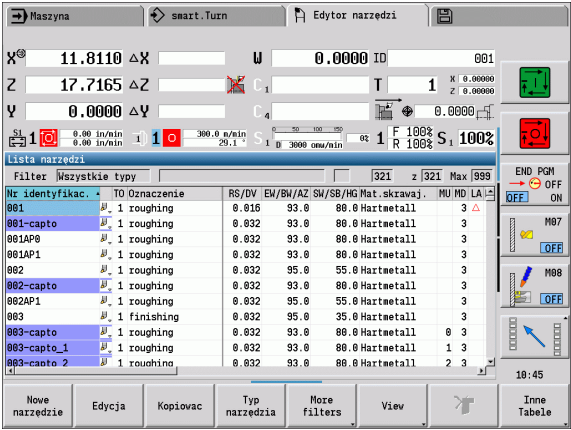 Maszyna smart.Turn Edytor narzędzi
X 11.8110 ΔX W 0.0000 ID 001
Z 17.7165 ΔZ C 1 T 1 X 0.00000 Z 0.00000
Y 0.0000 ΔY C 4 0.0000
S1 1 0.00 in/min 0.00 in/min 1 300.0 m/min 29.1 ° S 1 0 50 100 150 0% D 3000 omw/min 1 F 100% R 100% S 1 100%
Lista narzędzi
Filter Wszystkie typy 321 z 321 Max 999
Nr identyfikac. TO Oznaczenie RS/DV EW/BW/AZ SW/SB/HG Mat.skrawaj. MU MD LA
001 1 roughing 0.016 93.0 80.0 Hartmetall 3
001-capto 1 roughing 0.032 93.0 80.0 Hartmetall 3
001AP0 1 roughing 0.032 93.0 80.0 Hartmetall 3
001AP1 1 roughing 0.032 93.0 80.0 Hartmetall 3
002 1 roughing 0.032 95.0 55.0 Hartmetall 3
002-capto 1 roughing 0.032 93.0 80.0 Hartmetall 3
002AP1 1 roughing 0.032 95.0 55.0 Hartmetall 3
003 1 finishing 0.032 95.0 35.0 Hartmetall 3
003-capto 1 roughing 0.032 93.0 80.0 Hartmetall 0 3
003-capto_1 1 roughing 0.032 93.0 80.0 Hartmetall 1 3
003-capto_2 1 roughing 0.032 93.0 80.0 Hartmetall 2 3
END PGM
OFF
OFF ON
M07
OFF
M08
OFF
10:45
Nowe narzędzie Edycja Kopiowac Typ narzędzia More filters View Inne Tabele